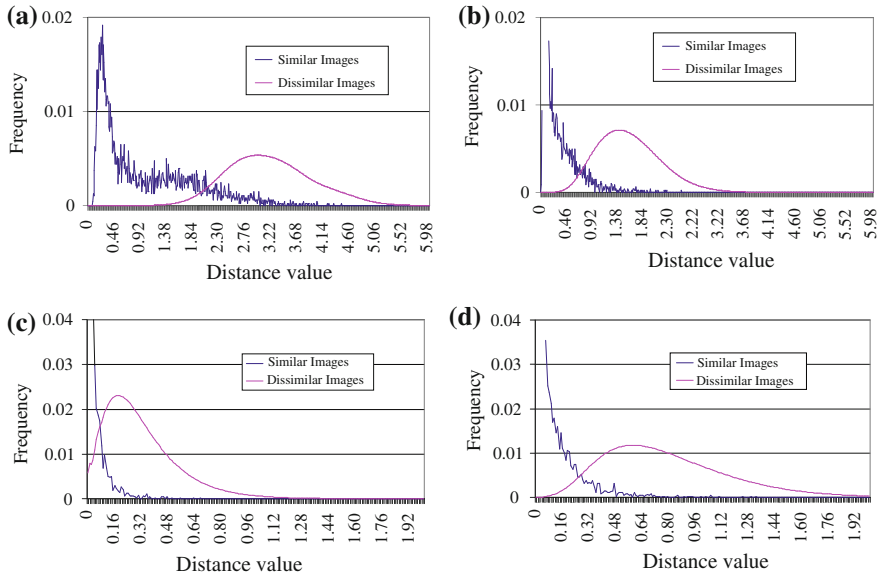 (a)
0.02
0.01
0
Frequency
Similar Images
Dissimilar Images
0 0.46 0.92 1.38 1.84 2.30 2.76 3.22 3.68 4.14 4.60 5.06 5.52 5.98
Distance value
(b)
0.02
0.01
0
Frequency
Similar Images
Dissimilar Images
0 0.46 0.92 1.38 1.84 2.30 2.22 3.22 3.68 3.68 4.14 4.60 5.06 5.52 5.98
Distance value
(c)
0.04
0.03
0.02
0.01
0
Frequency
Similar Images
Dissimilar Images
0 0.16 0.32 0.48 0.64 0.80 0.96 1.12 1.28 1.44 1.60 1.76 1.92
Distance value
(d)
0.04
0.03
0.02
0.01
0
Frequency
Similar Images
Dissimilar Images
0 0.16 0.32 0.48 0.64 0.80 0.96 1.12 1.28 1.44 1.60 1.76 1.92
Distance value